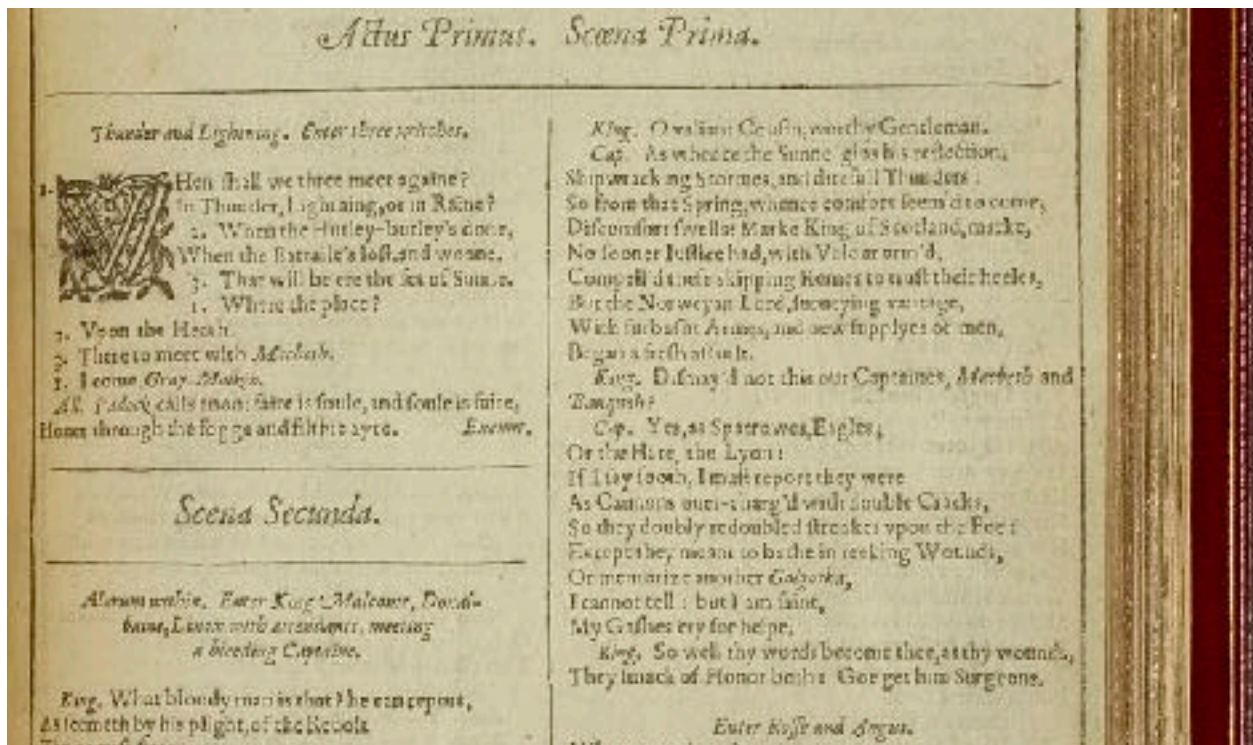 Actus Primus. Scœna Prima.
Thunder and Lightning. Enter three Witches.
1. WHen shall we three meet againe?
In Thunder, Lightning, or in Raine?
2. When the Hurley-burley's done,
When the Battaile's lost, and wonne.
3. That will be ere the set of Sunne.
1. Where the place?
2. Vpon the Heath.
3. There to meet with Macbeth.
1. I come, Gray-Malkin.
All. Padock calls anon: faire is foule, and foule is faire,
Houer through the fogge and filthie ayre. Exeunt.
Scena Secunda.
Alarum within. Enter King Malcome, Donal-
baine, Lenox, with attendants, meeting
a bleeding Captaine.
King. What bloody man is that? he can report,
As seemeth by his plight, of the Reuolt
King. O valiant Cousin, worthy Gentleman.
Cap. As whence the Sunne 'gins his reflection,
Shipwracking Stormes, and direfull Thunders:
So from that Spring, whence comfort seem'd to come,
Discomfort swells: Marke King of Scotland, marke,
No sooner Iustice had, with Valour arm'd,
Compell'd these skipping Kernes to trust their heeles,
But the Norweyan Lord, surueying vantage,
With furbusht Armes, and new supplyes of men,
Began a fresh assault.
King. Dismay'd not this our Captaines, Macbeth and
Banquoh?
Cap. Yes, as Sparrowes, Eagles;
Or the Hare, the Lyon:
If I say sooth, I must report they were
As Cannons ouer-charg'd with double Cracks,
So they doubly redoubled stroakes vpon the Foe:
Except they meant to bathe in reeking Wounds,
Or memorize another Golgotha,
I cannot tell: but I am faint,
My Gashes cry for helpe.
King. So well thy words become thee, as thy wounds,
They smack of Honor both: Goe get him Surgeons.
Enter Rosse and Angus.